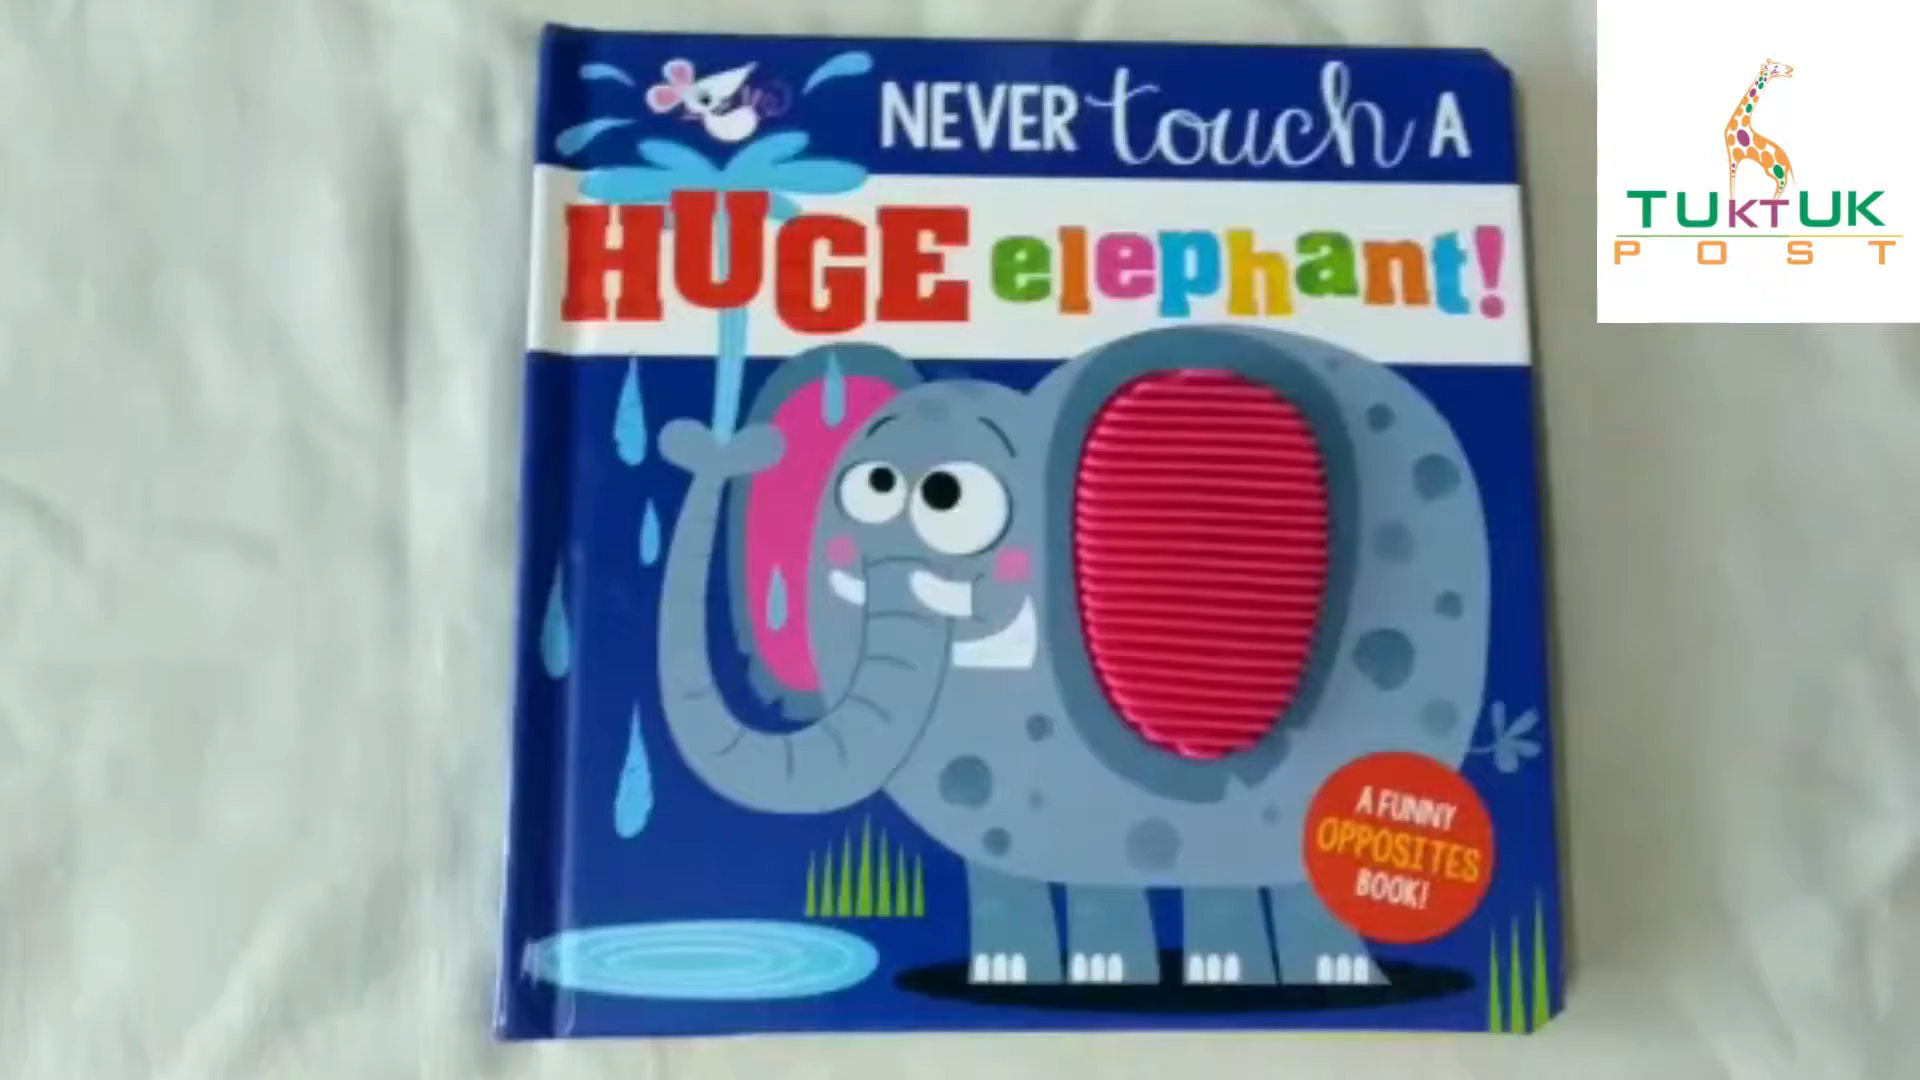 NEVER touch A
HUGE elephant!
A FUNNY
OPPOSITES
BOOK!
TUKTUK
POST